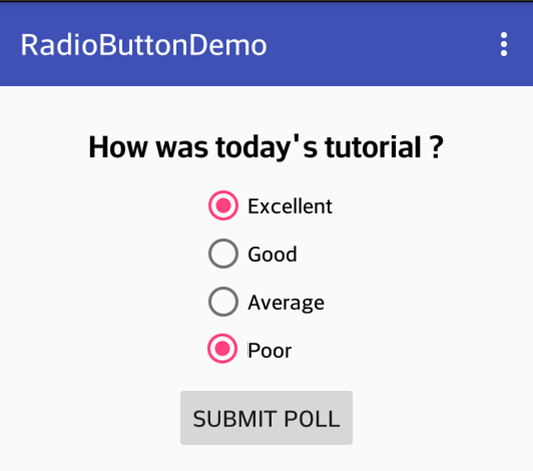 RadioButtonDemo
How was today's tutorial ?
Excellent
Good
Average
Poor
SUBMIT POLL